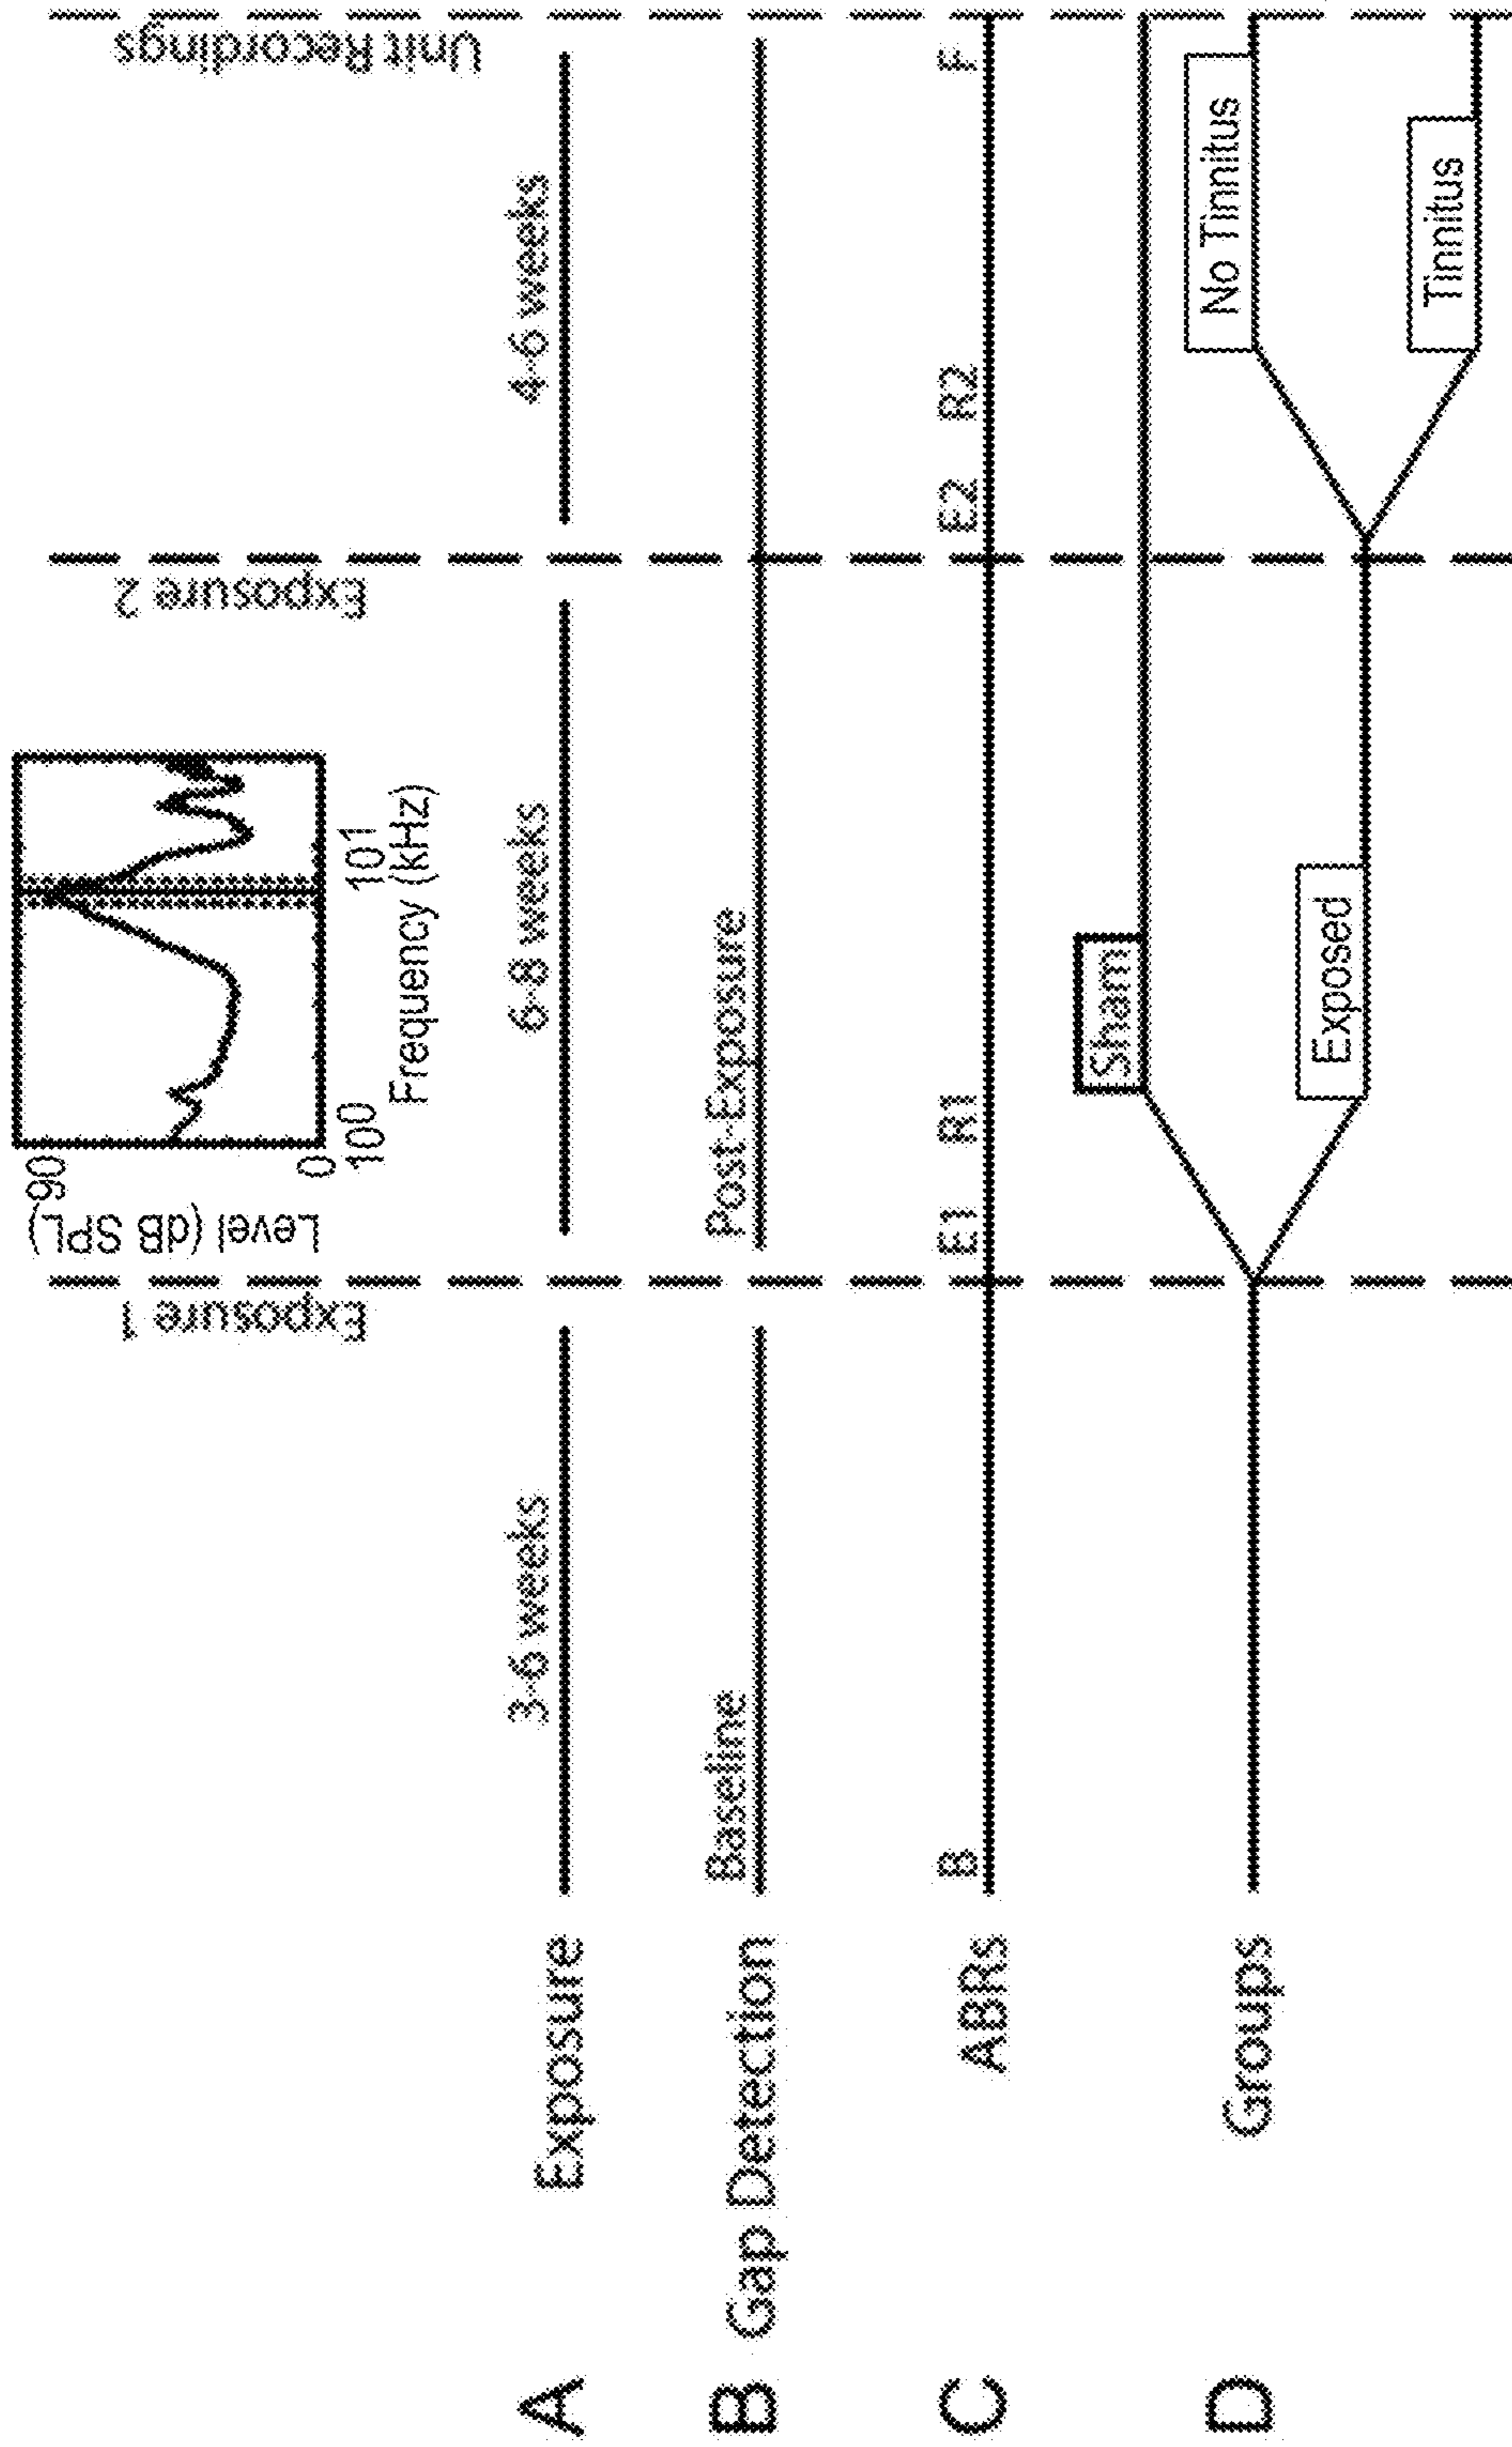 Exposure 1
Exposure 2
Unit Recordings
Level (dB SPL)
90
0
10⁰
10¹
Frequency (kHz)
A Exposure
3-6 weeks
6-8 weeks
4-6 weeks
B Gap Detection
Baseline
Post-Exposure
C ABRs
B E1 R1 E2 R2 F
D Groups
Sham
Exposed
No Tinnitus
Tinnitus